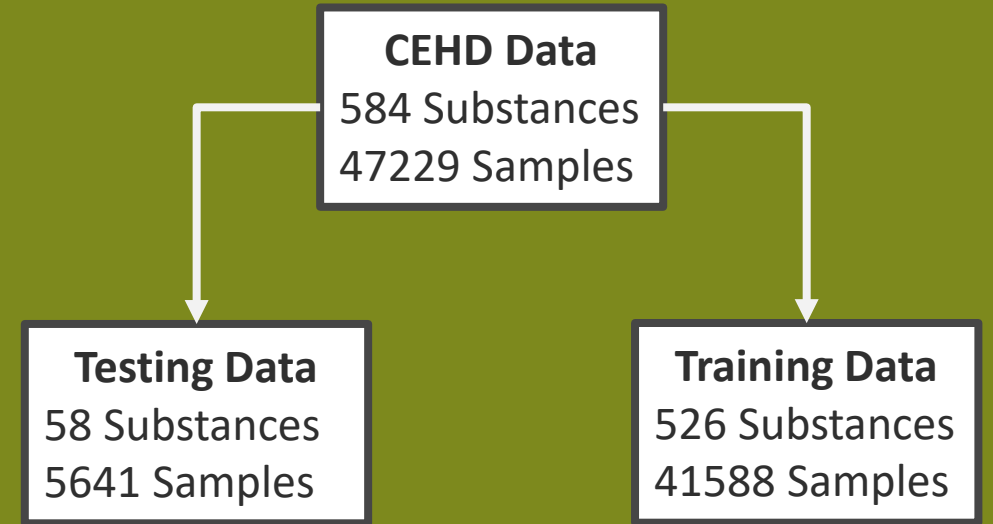 CEHD Data
584 Substances
47229 Samples
Testing Data
58 Substances
5641 Samples
Training Data
526 Substances
41588 Samples